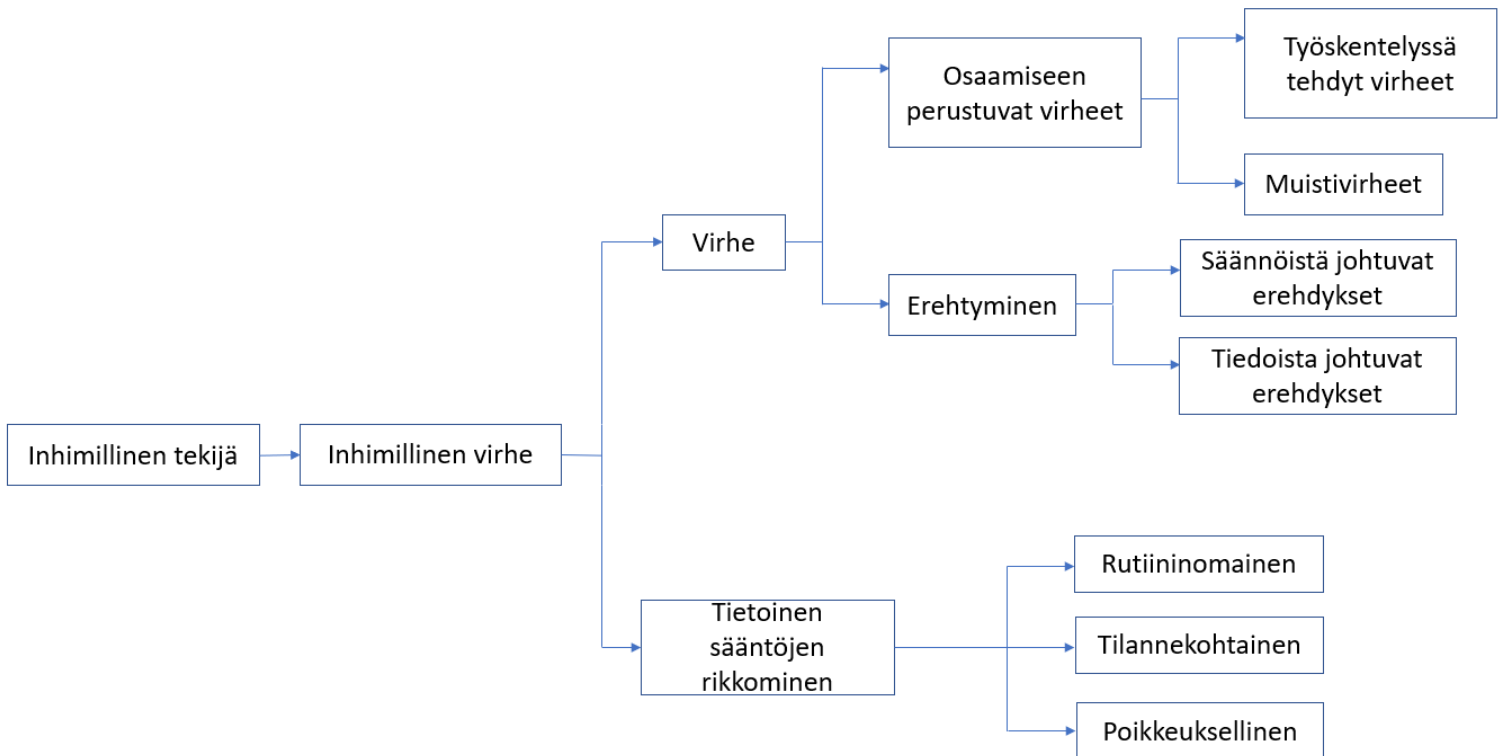 Työskentelyssä
tehdyt virheet
Osaamiseen
perustuvat virheet
Muistivirheet
Virhe
Säännöistä johtuvat
erehdykset
Erehtyminen
Tiedoista johtuvat
erehdykset
Inhimillinen tekijä
Inhimillinen virhe
Rutiininomainen
Tietoinen
sääntöjen
rikkominen
Tilannekohtainen
Poikkeuksellinen